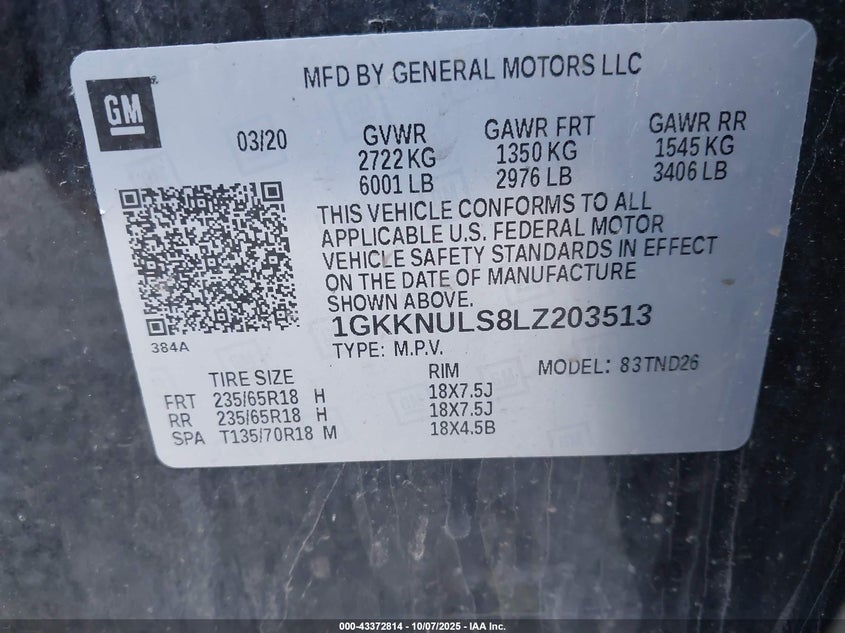 MFD BY GENERAL MOTORS LLC
GM
03/20
GVWR GAWR FRT GAWR RR
2722 KG 1350 KG 1545 KG
6001 LB 2976 LB 3406 LB
THIS VEHICLE CONFORMS TO ALL
APPLICABLE U.S. FEDERAL MOTOR
VEHICLE SAFETY STANDARDS IN EFFECT
ON THE DATE OF MANUFACTURE
SHOWN ABOVE.
1GKKNULS8LZ203513
384A
TYPE: M.P.V.
MODEL: 83TND26
TIRE SIZE RIM
FRT 235/65R18 H 18X7.5J
RR 235/65R18 H 18X7.5J
SPA T135/70R18 M 18X4.5B
000-43372814 - 10/07/2025 - IAA Inc.